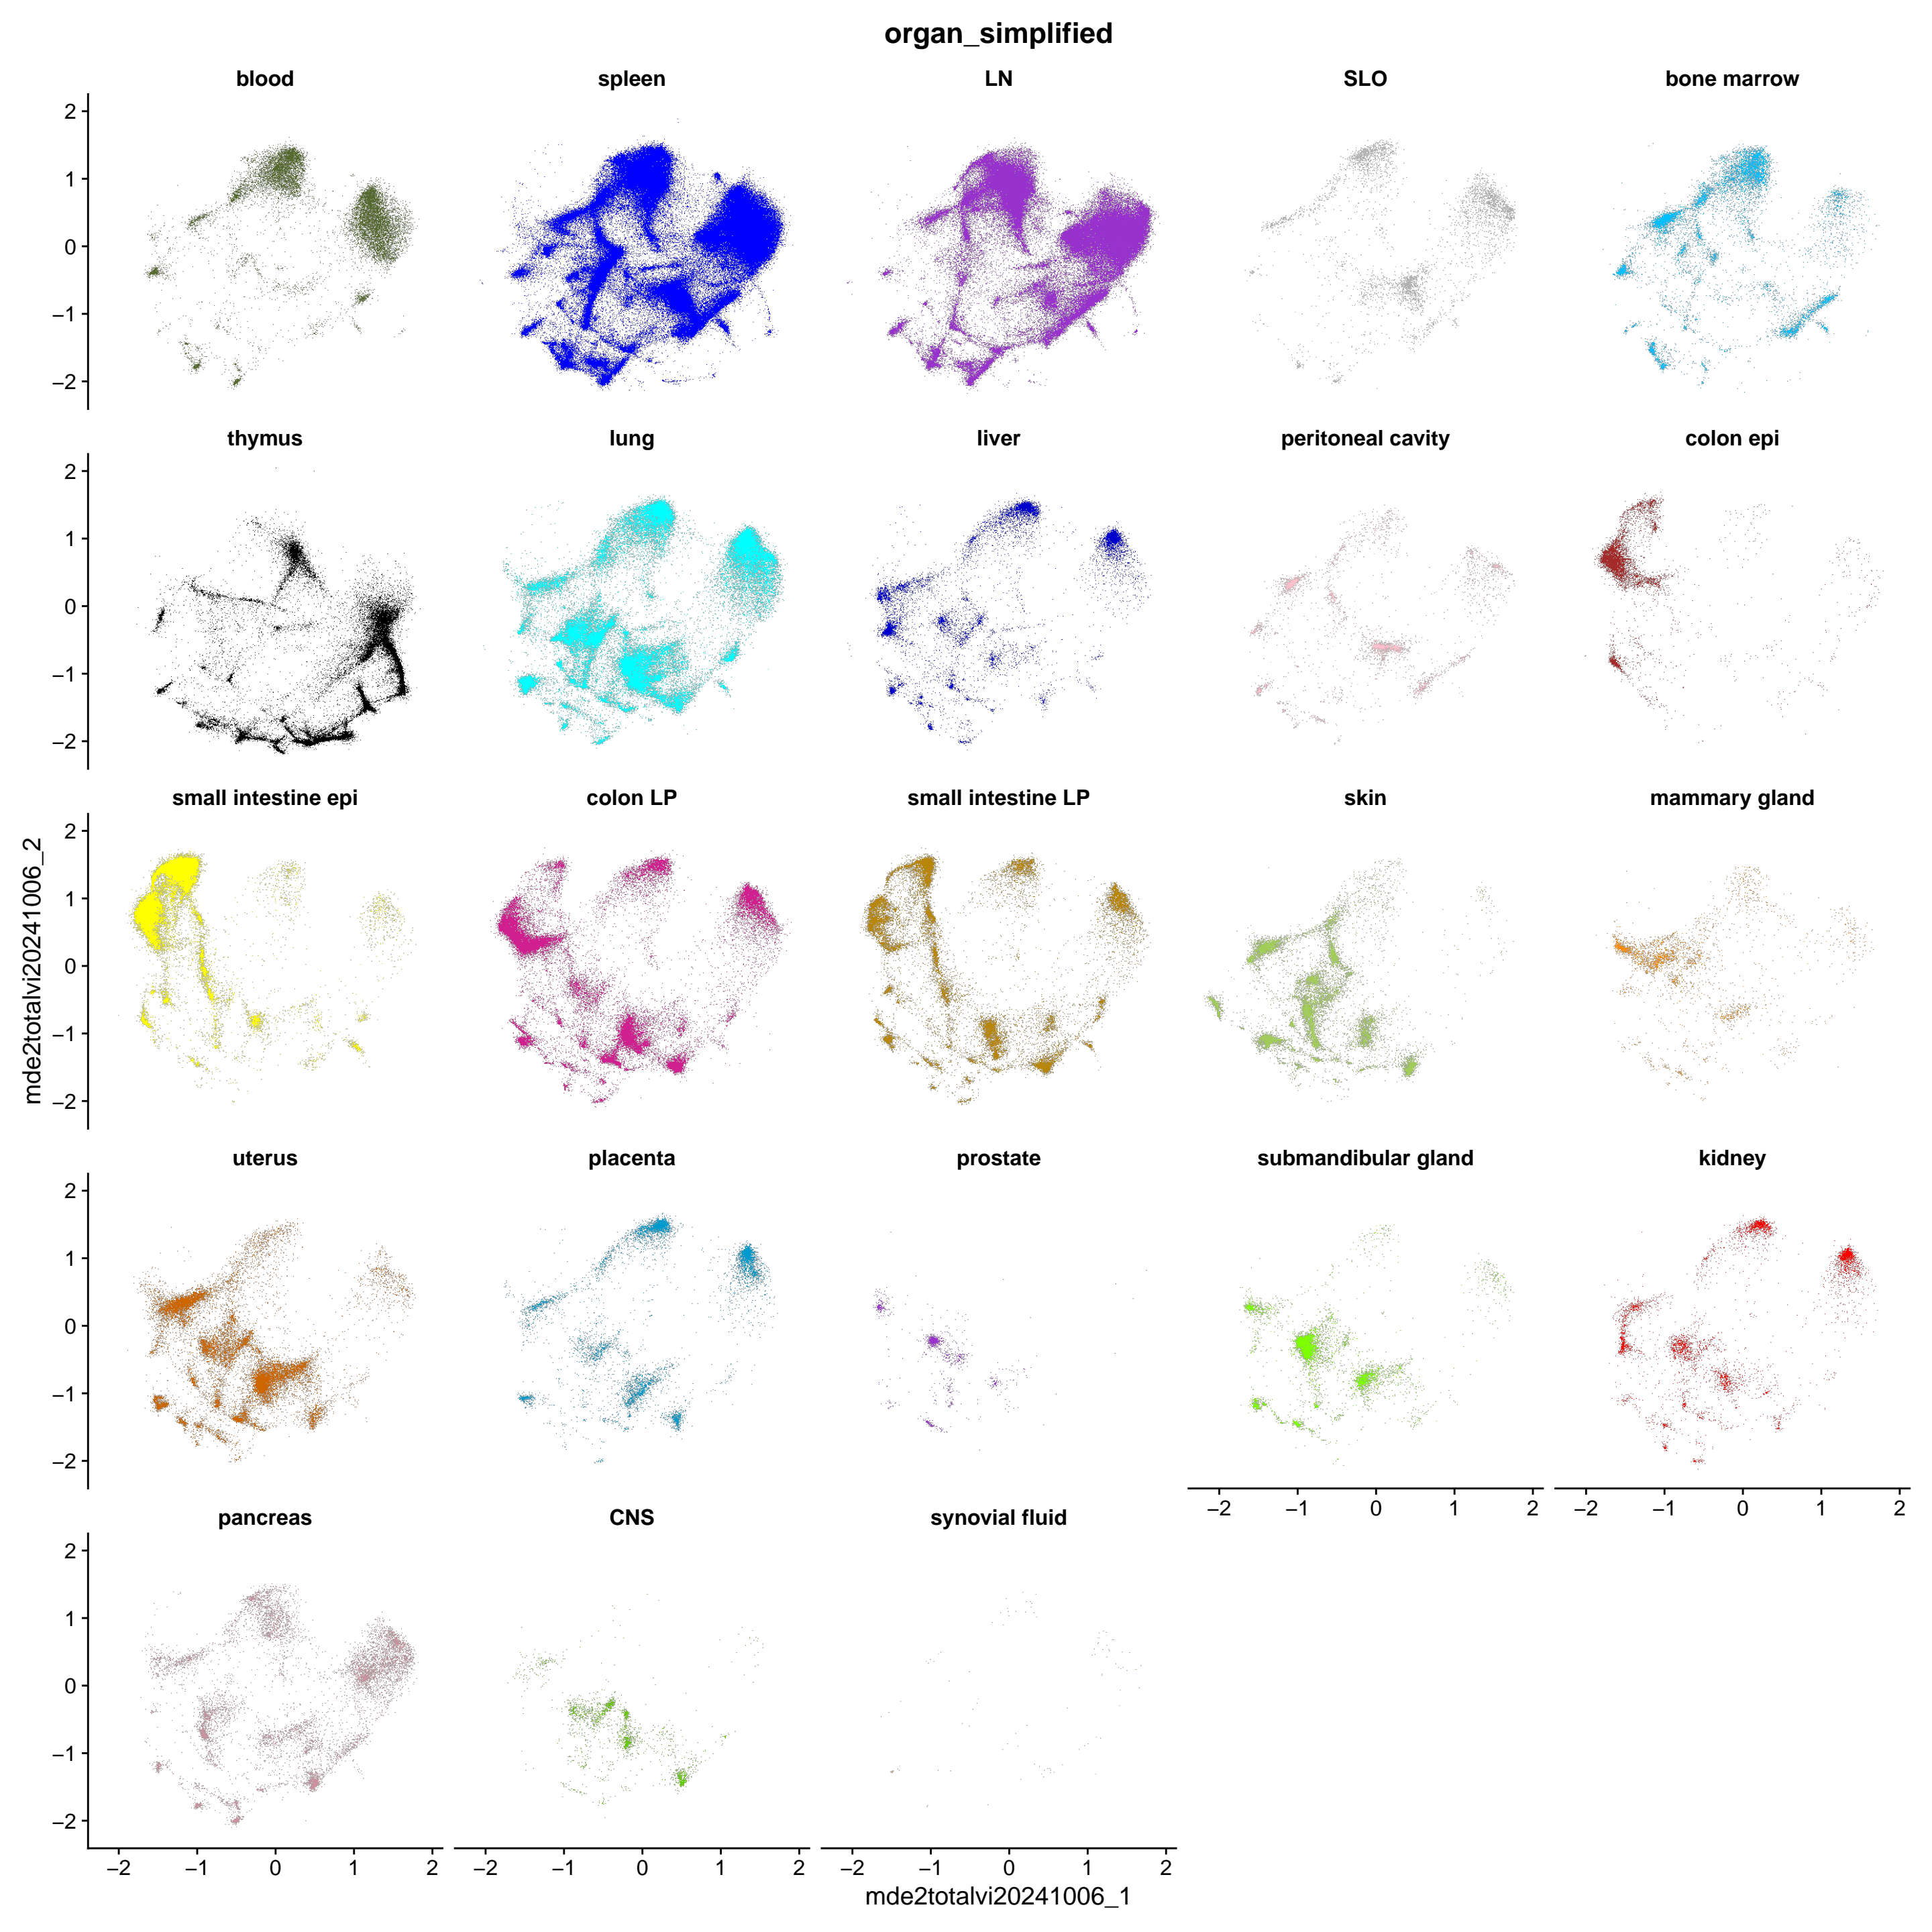 organ_simplified
blood spleen LN SLO bone marrow
2
1
0
−1
−2
thymus lung liver peritoneal cavity colon epi
2
1
0
−1
−2
small intestine epi colon LP small intestine LP skin mammary gland
2
1
0
−1
−2
mde2totalvi20241006_2
uterus placenta prostate submandibular gland kidney
2
1
0
−1
−2
−2 −1 0 1 2 −2 −1 0 1 2
pancreas CNS synovial fluid
2
1
0
−1
−2
−2 −1 0 1 2 −2 −1 0 1 2 −2 −1 0 1 2
mde2totalvi20241006_1